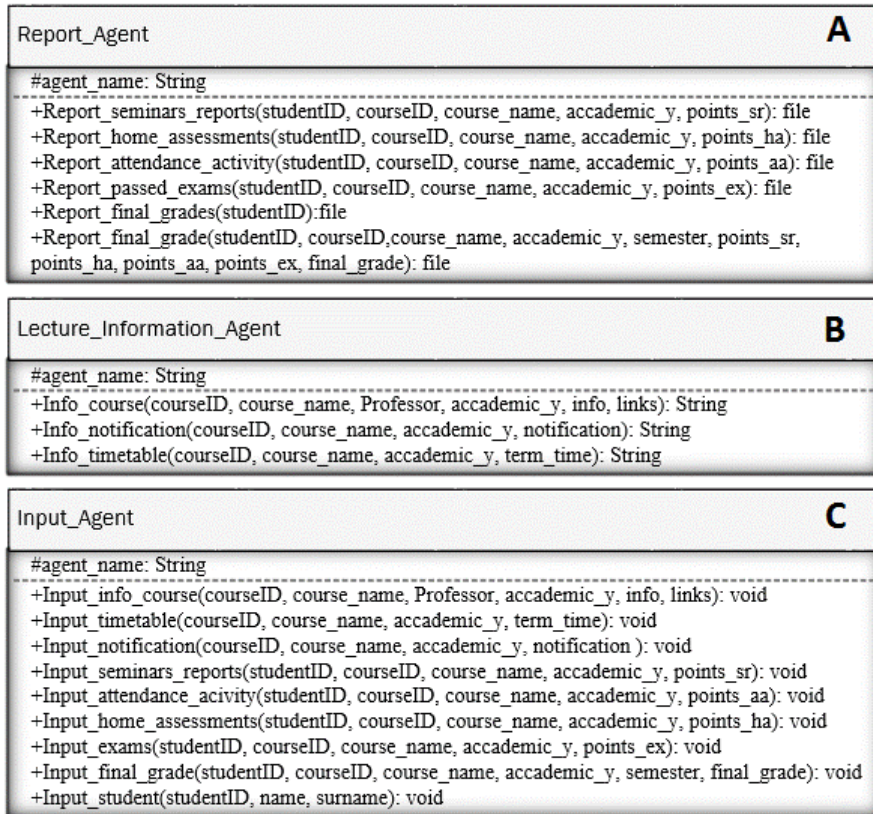 Report_Agent A
#agent_name: String
+Report_seminars_reports(studentID, courseID, course_name, accademic_y, points_sr): file
+Report_home_assessments(studentID, courseID, course_name, accademic_y, points_ha): file
+Report_attendance_activity(studentID, courseID, course_name, accademic_y, points_aa): file
+Report_passed_exams(studentID, courseID, course_name, accademic_y, points_ex): file
+Report_final_grades(studentID):file
+Report_final_grade(studentID, courseID,course_name, accademic_y, semester, points_sr,
points_ha, points_aa, points_ex, final_grade): file
Lecture_Information_Agent B
#agent_name: String
+Info_course(courseID, course_name, Professor, accademic_y, info, links): String
+Info_notification(courseID, course_name, accademic_y, notification): String
+Info_timetable(courseID, course_name, accademic_y, term_time): String
Input_Agent C
#agent_name: String
+Input_info_course(courseID, course_name, Professor, accademic_y, info, links): void
+Input_timetable(courseID, course_name, accademic_y, term_time): void
+Input_notification(courseID, course_name, accademic_y, notification ): void
+Input_seminars_reports(studentID, courseID, course_name, accademic_y, points_sr): void
+Input_attendance_acivity(studentID, courseID, course_name, accademic_y, points_aa): void
+Input_home_assessments(studentID, courseID, course_name, accademic_y, points_ha): void
+Input_exams(studentID, courseID, course_name, accademic_y, points_ex): void
+Input_final_grade(studentID, courseID, course_name, accademic_y, semester, final_grade): void
+Input_student(studentID, name, surname): void